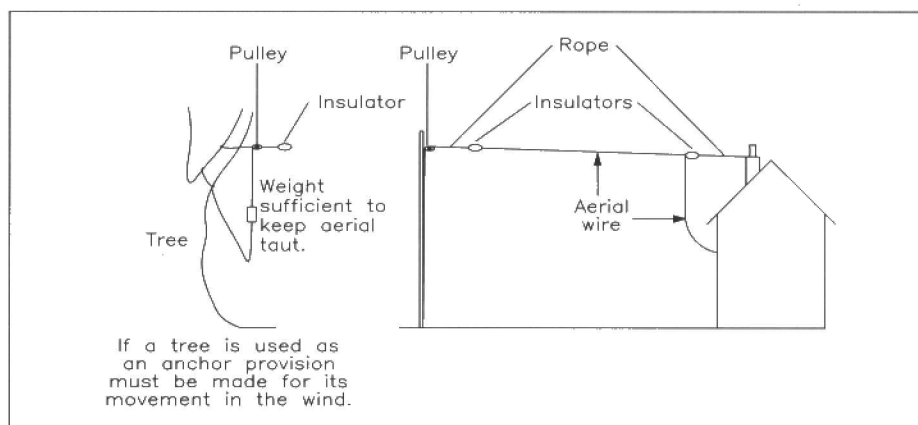 Pulley
Insulator
Weight
sufficient to
keep aerial
taut.
Tree
If a tree is used as
an anchor provision
must be made for its
movement in the wind.
Pulley
Rope
Insulators
Aerial
wire